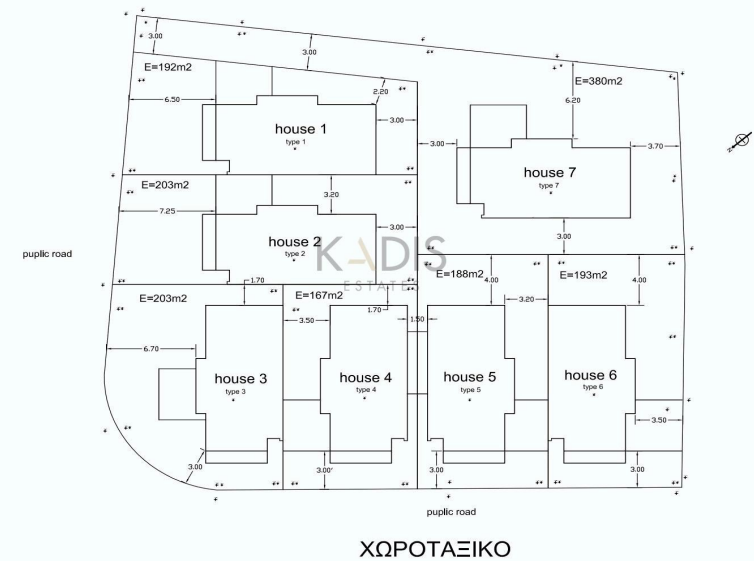 3.00
3.00
E=192m2
E=380m2
6.50
2.20
6.20
house 1
type 1
3.00
3.00
3.70
house 7
type 7
N
E=203m2
3.20
7.25
3.00
3.00
house 2
type 2
KADIS
ESTATES
puplic road
E=188m2
E=193m2
1.70
4.00
4.00
E=203m2
E=167m2
3.20
3.50
1.70
1.50
6.70
house 3
type 3
house 4
type 4
house 5
type 5
house 6
type 6
3.50
3.00
3.00'
3.00
3.00
puplic road
ΧΩΡΟΤΑΞΙΚΟ